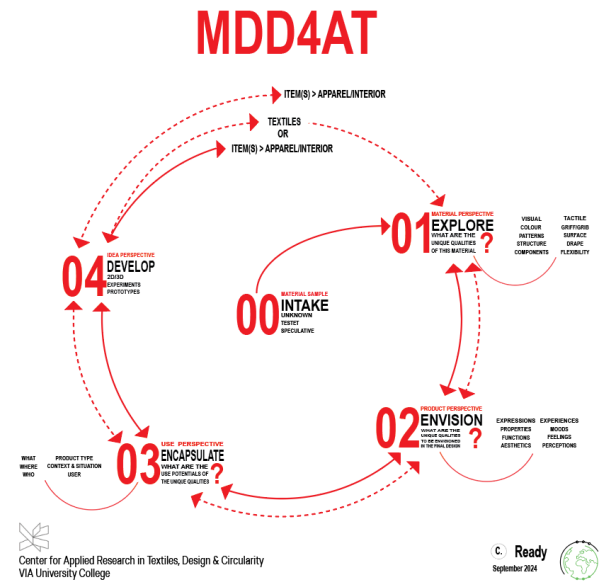 MDD4AT
ITEM(S) > APPAREL/INTERIOR
TEXTILES
OR
ITEM(S) > APPAREL/INTERIOR
01
MATERIAL PERSPECTIVE
EXPLORE
WHAT ARE THE
UNIQUE QUALITIES
OF THIS MATERIAL
?
VISUAL
COLOUR
PATTERNS
STRUCTURE
COMPONENTS
TACTILE
GRIFF/GRIB
SURFACE
DRAPE
FLEXIBILITY
04
IDEA PERSPECTIVE
DEVELOP
2D/3D
EXPERIMENTS
PROTOTYPES
00
MATERIAL SAMPLE
INTAKE
UNKNOWN
TESTET
SPECULATIVE
02
PRODUCT PERSPECTIVE
ENVISION
WHAT ARE THE
UNIQUE QUALITIES
TO BE ENVISIONED
IN THE FINAL DESIGN
?
EXPRESSIONS
PROPERTIES
FUNCTIONS
AESTHETICS
EXPERIENCES
MOODS
FEELINGS
PERCEPTIONS
03
USE PERSPECTIVE
ENCAPSULATE
WHAT ARE THE
USE POTENTIALS OF
THE UNIQUE QUALITIES
?
WHAT
WHERE
WHO
PRODUCT TYPE
CONTEXT & SITUATION
USER
Center for Applied Research in Textiles, Design & Circularity
VIA University College
C. Ready
September 2024